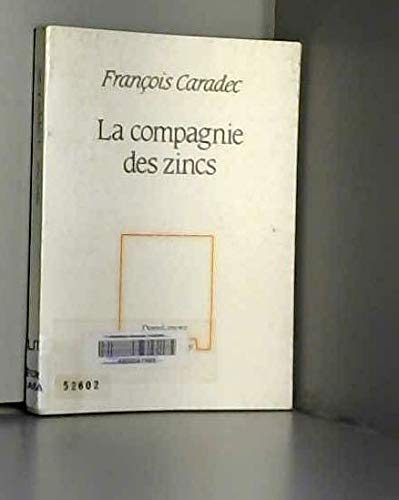 François Caradec
La compagnie
des zincs
52602